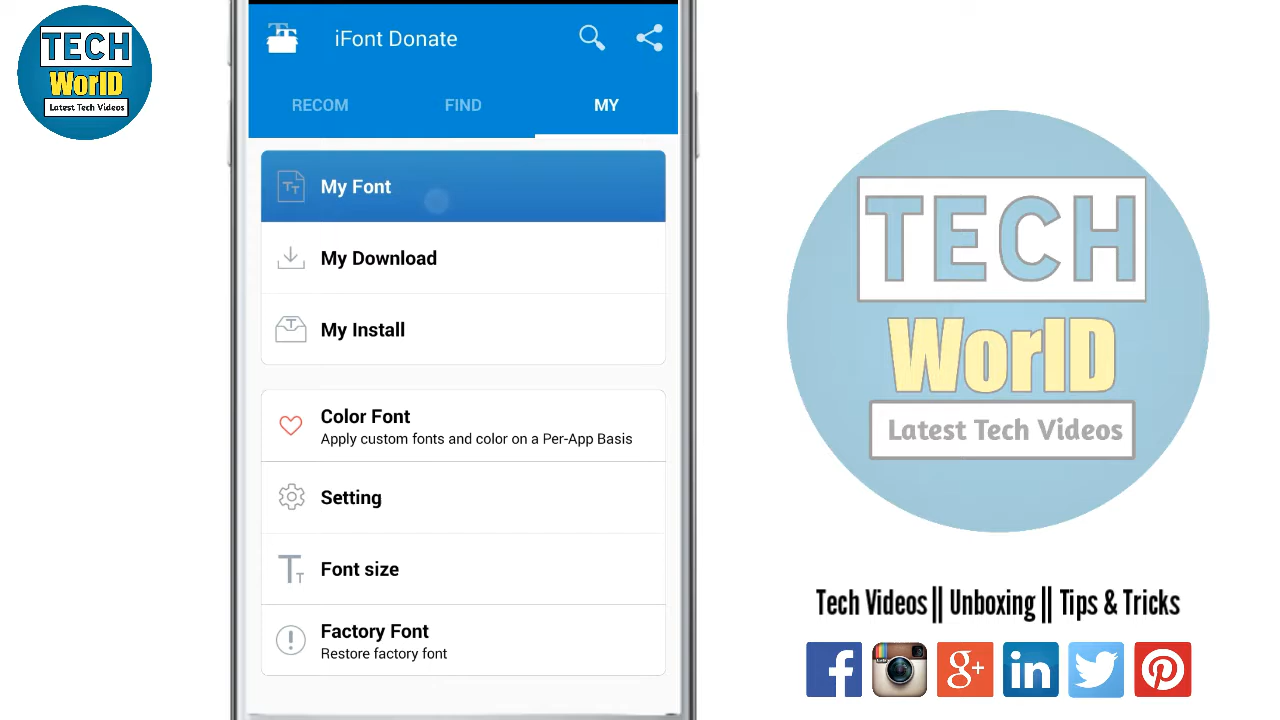 TECH
WorlD
Latest Tech Videos
iFont Donate
RECOM FIND MY
My Font
My Download
My Install
Color Font
Apply custom fonts and color on a Per-App Basis
Setting
Font size
Factory Font
Restore factory font
TECH
WorlD
Latest Tech Videos
Tech Videos || Unboxing || Tips & Tricks